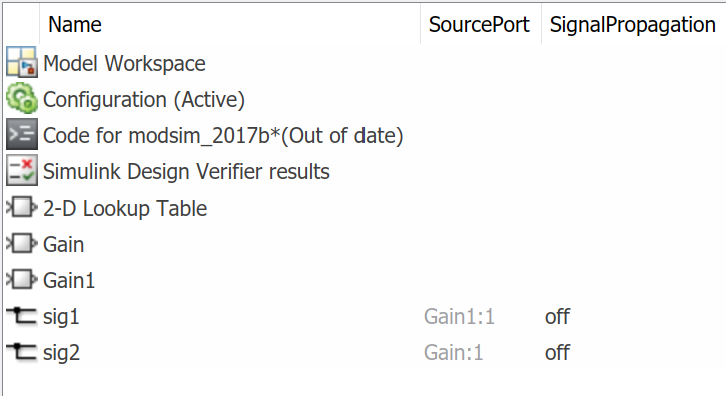 Name SourcePort SignalPropagation
Model Workspace
Configuration (Active)
Code for modsim_2017b*(Out of date)
Simulink Design Verifier results
2-D Lookup Table
Gain
Gain1
sig1 Gain1:1 off
sig2 Gain:1 off